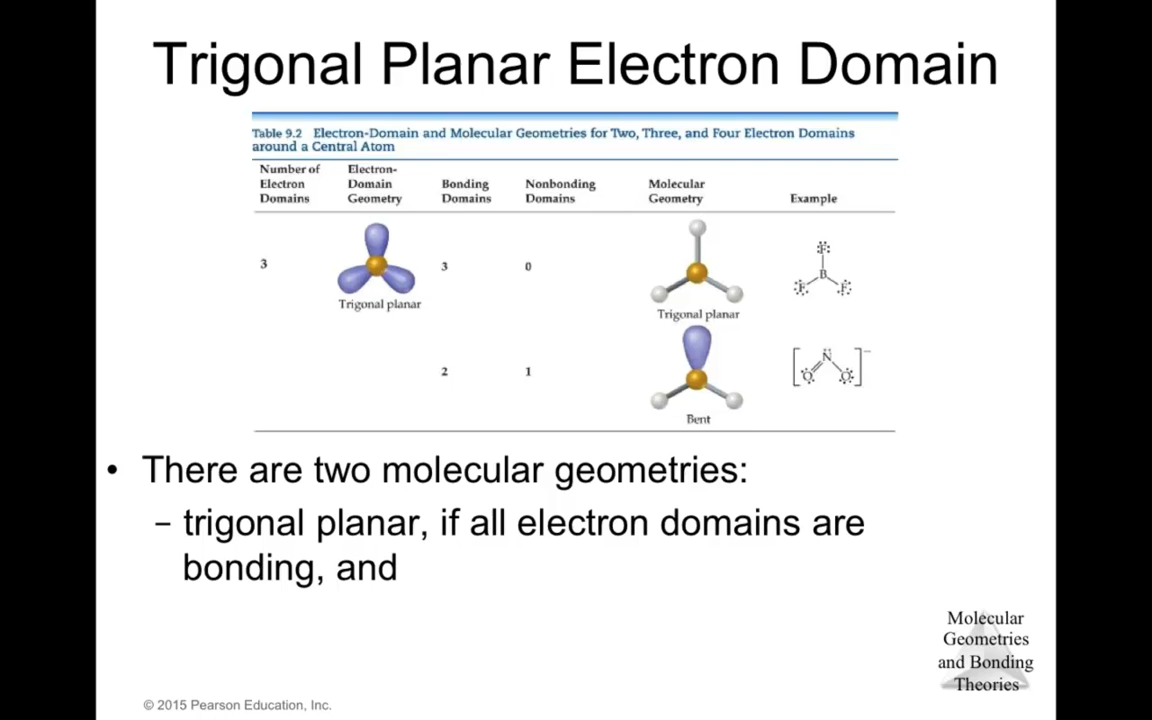 Trigonal Planar Electron Domain
Table 9.2 Electron-Domain and Molecular Geometries for Two, Three, and Four Electron Domains
around a Central Atom
Number of Electron Domains
Electron-Domain Geometry
Bonding Domains
Nonbonding Domains
Molecular Geometry
Example
3
Trigonal planar
3
0
Trigonal planar
F
B
F
F
2
1
Bent
N
O
O
−
• There are two molecular geometries:
– trigonal planar, if all electron domains are
bonding, and
Molecular
Geometries
and Bonding
Theories
© 2015 Pearson Education, Inc.